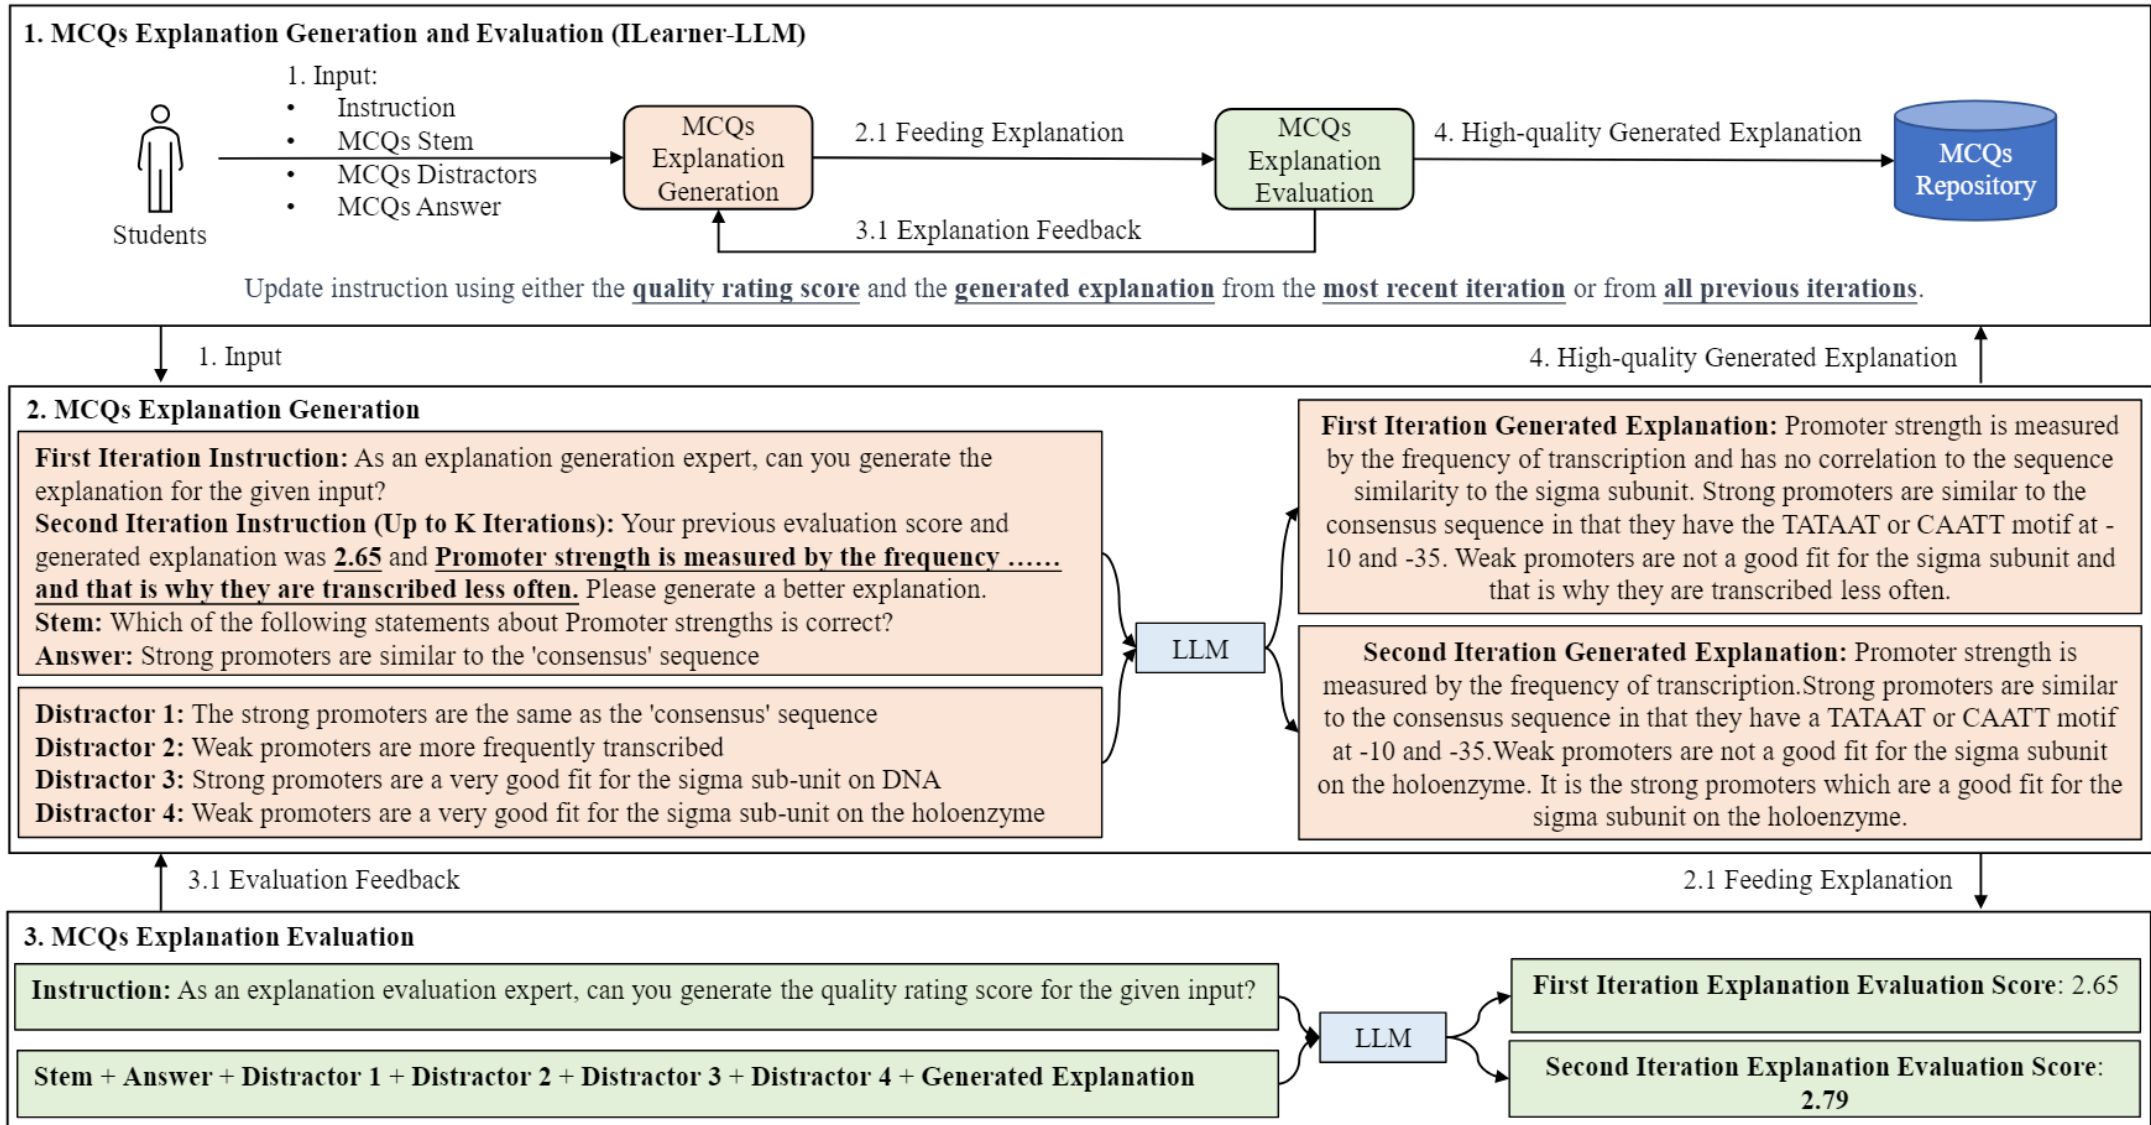 1. MCQs Explanation Generation and Evaluation (ILearner-LLM)
1. Input:
• Instruction
• MCQs Stem
• MCQs Distractors
• MCQs Answer
Students
MCQs
Explanation
Generation
2.1 Feeding Explanation
3.1 Explanation Feedback
MCQs
Explanation
Evaluation
4. High-quality Generated Explanation
MCQs
Repository
Update instruction using either the quality rating score and the generated explanation from the most recent iteration or from all previous iterations.
1. Input
4. High-quality Generated Explanation
2. MCQs Explanation Generation
First Iteration Instruction: As an explanation generation expert, can you generate the
explanation for the given input?
Second Iteration Instruction (Up to K Iterations): Your previous evaluation score and
generated explanation was 2.65 and Promoter strength is measured by the frequency ……
and that is why they are transcribed less often. Please generate a better explanation.
Stem: Which of the following statements about Promoter strengths is correct?
Answer: Strong promoters are similar to the 'consensus' sequence
Distractor 1: The strong promoters are the same as the 'consensus' sequence
Distractor 2: Weak promoters are more frequently transcribed
Distractor 3: Strong promoters are a very good fit for the sigma sub-unit on DNA
Distractor 4: Weak promoters are a very good fit for the sigma sub-unit on the holoenzyme
LLM
First Iteration Generated Explanation: Promoter strength is measured
by the frequency of transcription and has no correlation to the sequence
similarity to the sigma subunit. Strong promoters are similar to the
consensus sequence in that they have the TATAAT or CAATT motif at -
10 and -35. Weak promoters are not a good fit for the sigma subunit and
that is why they are transcribed less often.
Second Iteration Generated Explanation: Promoter strength is
measured by the frequency of transcription.Strong promoters are similar
to the consensus sequence in that they have a TATAAT or CAATT motif
at -10 and -35.Weak promoters are not a good fit for the sigma subunit
on the holoenzyme. It is the strong promoters which are a good fit for the
sigma subunit on the holoenzyme.
3.1 Evaluation Feedback
2.1 Feeding Explanation
3. MCQs Explanation Evaluation
Instruction: As an explanation evaluation expert, can you generate the quality rating score for the given input?
Stem + Answer + Distractor 1 + Distractor 2 + Distractor 3 + Distractor 4 + Generated Explanation
LLM
First Iteration Explanation Evaluation Score: 2.65
Second Iteration Explanation Evaluation Score:
2.79